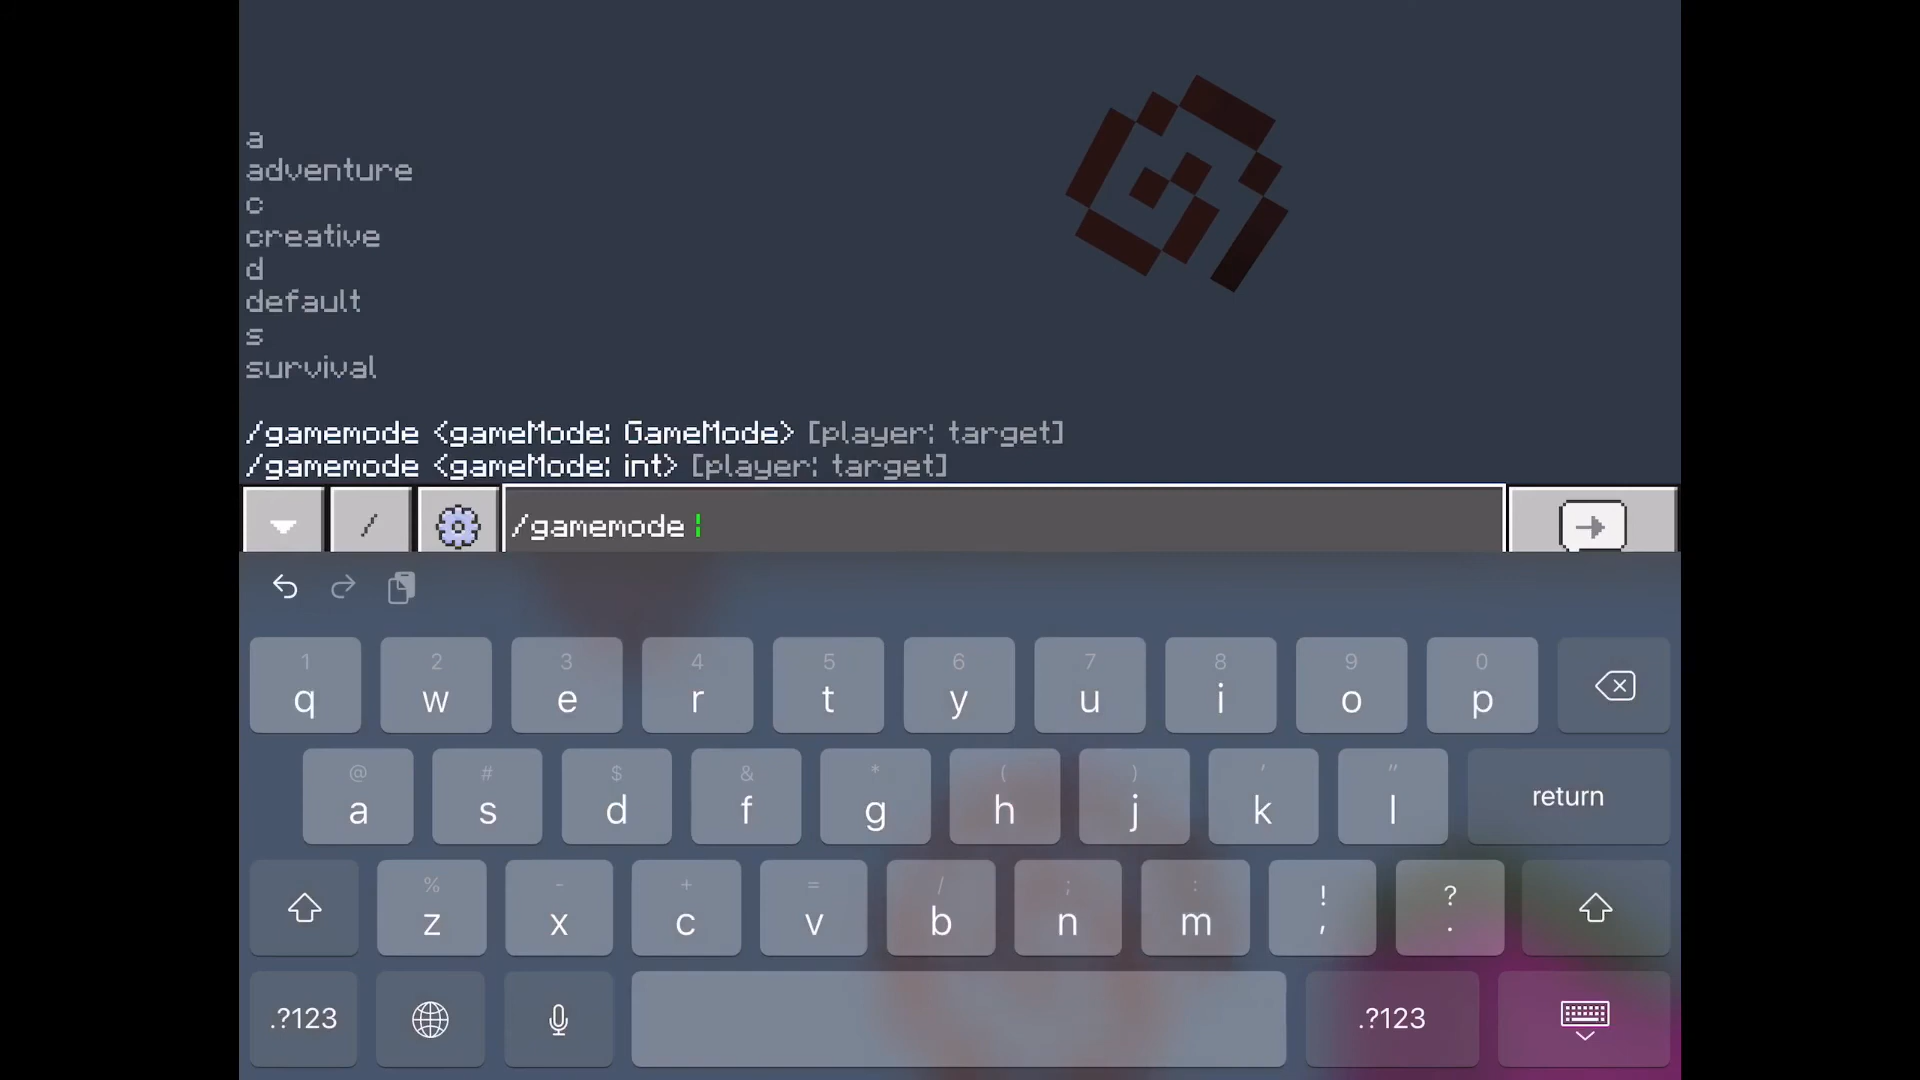 a
adventure
c
creative
d
default
s
survival
/gamemode <gameMode: GameMode> [player: target]
/gamemode <gameMode: int> [player: target]
/
/gamemode
1 2 3 4 5 6 7 8 9 0
q w e r t y u i o p
@ # $ & * ( ) ' "
a s d f g h j k l return
% - + = / ; : ! ?
z x c v b n m , .
.?123 .?123